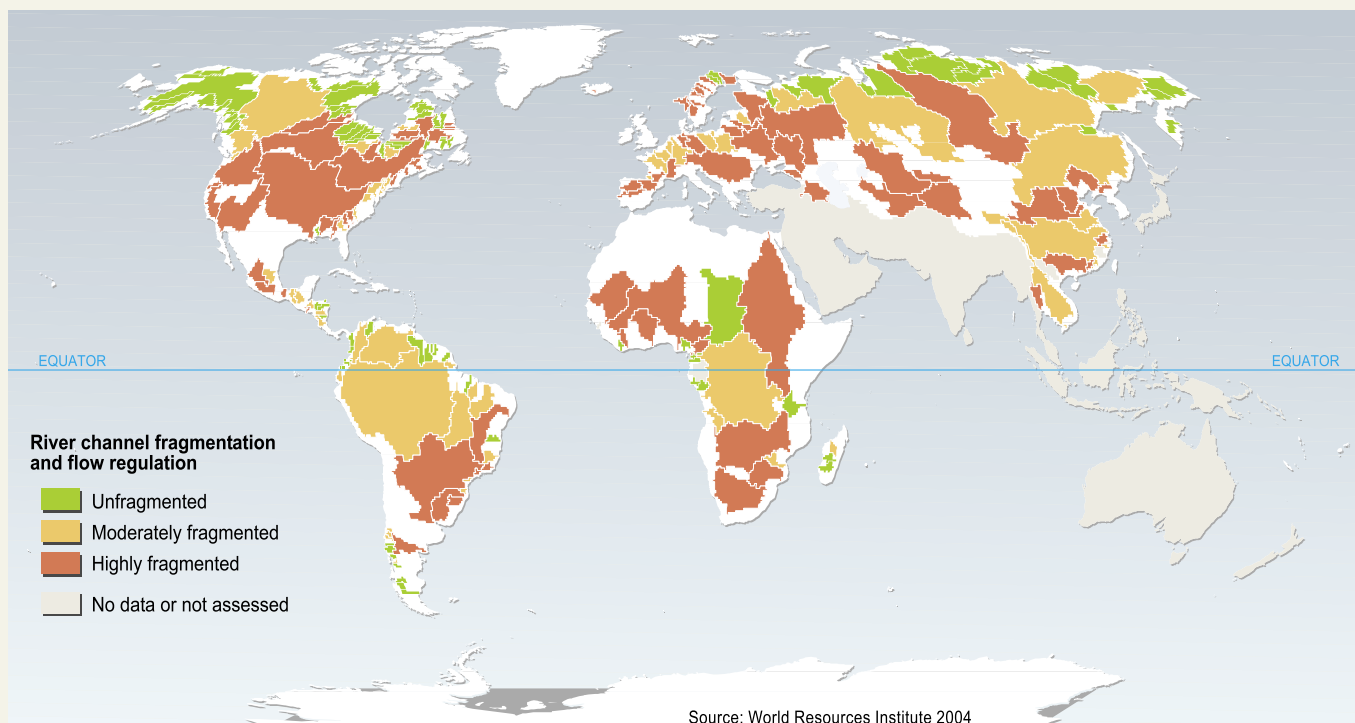 EQUATOR
EQUATOR
River channel fragmentation
and flow regulation
Unfragmented
Moderately fragmented
Highly fragmented
No data or not assessed
Source: World Resources Institute 2004